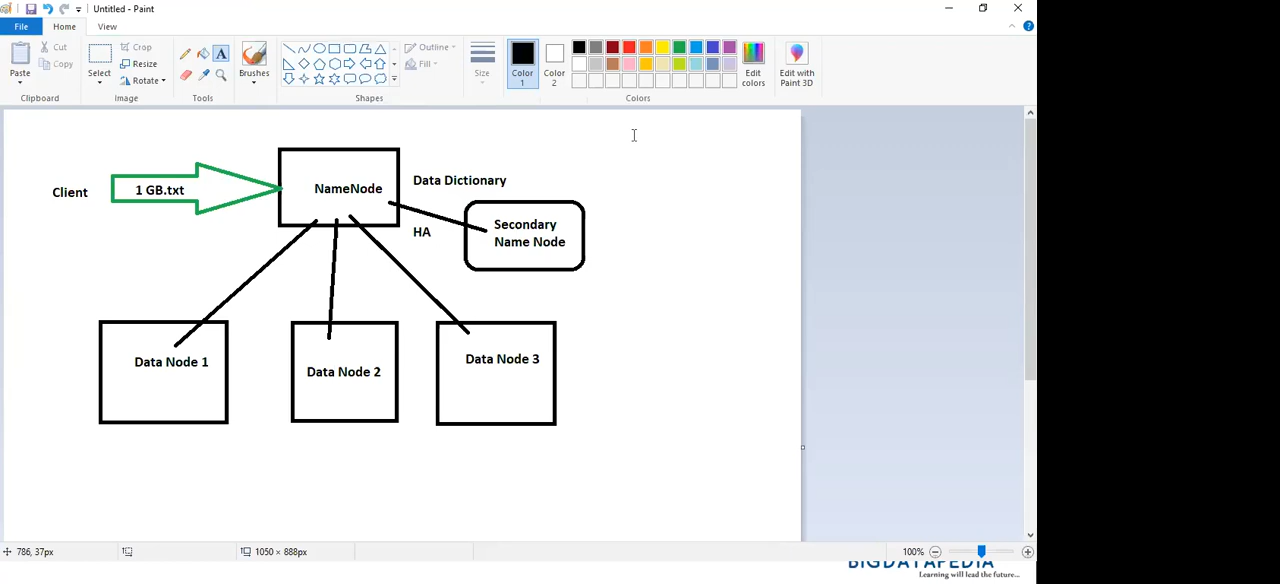 Untitled - Paint
File Home View
Paste
Cut
Copy
Clipboard
Select
Crop
Resize
Rotate
Image
Tools
Brushes
Shapes
Outline
Fill
Size
Color
1
Color
2
Colors
Edit
colors
Edit with
Paint 3D
Client
1 GB.txt
NameNode
Data Dictionary
HA
Secondary
Name Node
Data Node 1
Data Node 2
Data Node 3
786, 37px
1050 × 888px
100%
BIGDATAPEDIA
Learning will lead the future...